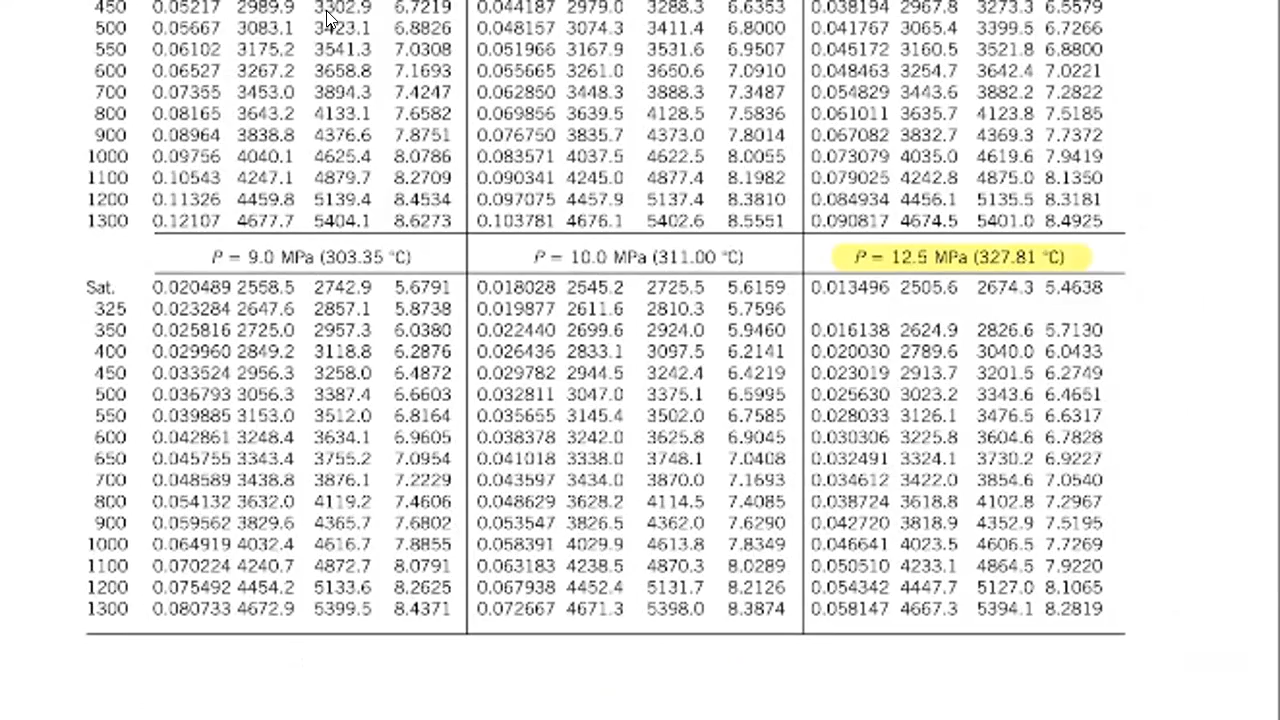 450 0.05217 2989.9 3302.9 6.7219 0.044187 2979.0 3288.3 6.6353 0.038194 2967.8 3273.3 6.5579
500 0.05667 3083.1 3423.1 6.8826 0.048157 3074.3 3411.4 6.8000 0.041767 3065.4 3399.5 6.7266
550 0.06102 3175.2 3541.3 7.0308 0.051966 3167.9 3531.6 6.9507 0.045172 3160.5 3521.8 6.8800
600 0.06527 3267.2 3658.8 7.1693 0.055665 3261.0 3650.6 7.0910 0.048463 3254.7 3642.4 7.0221
700 0.07355 3453.0 3894.3 7.4247 0.062850 3448.3 3888.3 7.3487 0.054829 3443.6 3882.2 7.2822
800 0.08165 3643.2 4133.1 7.6582 0.069856 3639.5 4128.5 7.5836 0.061011 3635.7 4123.8 7.5185
900 0.08964 3838.8 4376.6 7.8751 0.076750 3835.7 4373.0 7.8014 0.067082 3832.7 4369.3 7.7372
1000 0.09756 4040.1 4625.4 8.0786 0.083571 4037.5 4622.5 8.0055 0.073079 4035.0 4619.6 7.9419
1100 0.10543 4247.1 4879.7 8.2709 0.090341 4245.0 4877.4 8.1982 0.079025 4242.8 4875.0 8.1350
1200 0.11326 4459.8 5139.4 8.4534 0.097075 4457.9 5137.4 8.3810 0.084934 4456.1 5135.5 8.3181
1300 0.12107 4677.7 5404.1 8.6273 0.103781 4676.1 5402.6 8.5551 0.090817 4674.5 5401.0 8.4925
P = 9.0 MPa (303.35 °C) P = 10.0 MPa (311.00 °C) P = 12.5 MPa (327.81 °C)
Sat. 0.020489 2558.5 2742.9 5.6791 0.018028 2545.2 2725.5 5.6159 0.013496 2505.6 2674.3 5.4638
325 0.023284 2647.6 2857.1 5.8738 0.019877 2611.6 2810.3 5.7596
350 0.025816 2725.0 2957.3 6.0380 0.022440 2699.6 2924.0 5.9460 0.016138 2624.9 2826.6 5.7130
400 0.029960 2849.2 3118.8 6.2876 0.026436 2833.1 3097.5 6.2141 0.020030 2789.6 3040.0 6.0433
450 0.033524 2956.3 3258.0 6.4872 0.029782 2944.5 3242.4 6.4219 0.023019 2913.7 3201.5 6.2749
500 0.036793 3056.3 3387.4 6.6603 0.032811 3047.0 3375.1 6.5995 0.025630 3023.2 3343.6 6.4651
550 0.039885 3153.0 3512.0 6.8164 0.035655 3145.4 3502.0 6.7585 0.028033 3126.1 3476.5 6.6317
600 0.042861 3248.4 3634.1 6.9605 0.038378 3242.0 3625.8 6.9045 0.030306 3225.8 3604.6 6.7828
650 0.045755 3343.4 3755.2 7.0954 0.041018 3338.0 3748.1 7.0408 0.032491 3324.1 3730.2 6.9227
700 0.048589 3438.8 3876.1 7.2229 0.043597 3434.0 3870.0 7.1693 0.034612 3422.0 3854.6 7.0540
800 0.054132 3632.0 4119.2 7.4606 0.048629 3628.2 4114.5 7.4085 0.038724 3618.8 4102.8 7.2967
900 0.059562 3829.6 4365.7 7.6802 0.053547 3826.5 4362.0 7.6290 0.042720 3818.9 4352.9 7.5195
1000 0.064919 4032.4 4616.7 7.8855 0.058391 4029.9 4613.8 7.8349 0.046641 4023.5 4606.5 7.7269
1100 0.070224 4240.7 4872.7 8.0791 0.063183 4238.5 4870.3 8.0289 0.050510 4233.1 4864.5 7.9220
1200 0.075492 4454.2 5133.6 8.2625 0.067938 4452.4 5131.7 8.2126 0.054342 4447.7 5127.0 8.1065
1300 0.080733 4672.9 5399.5 8.4371 0.072667 4671.3 5398.0 8.3874 0.058147 4667.3 5394.1 8.2819